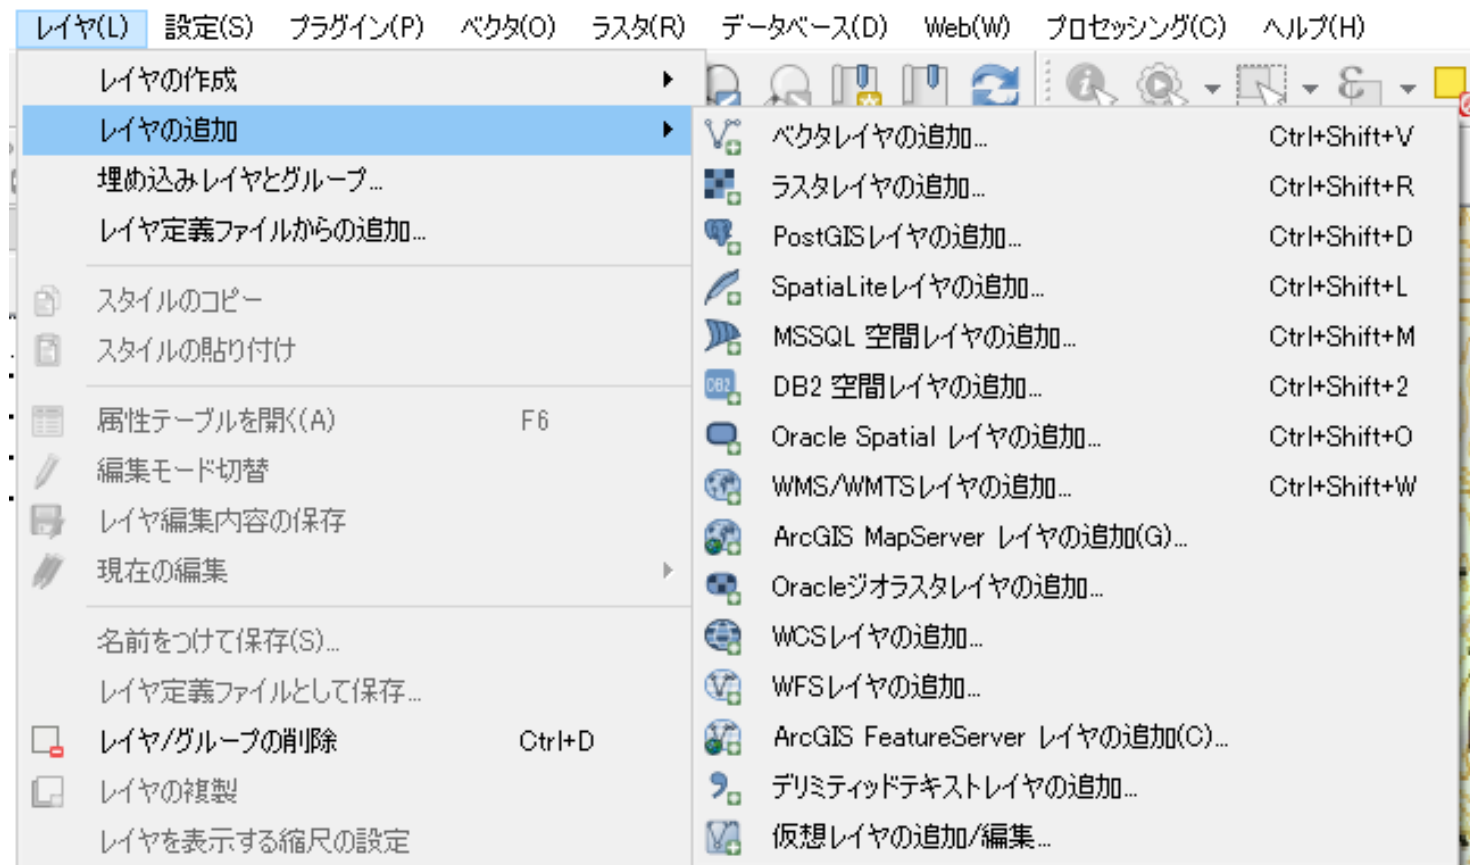 レイヤ(L) 設定(S) プラグイン(P) ベクタ(O) ラスタ(R) データベース(D) Web(W) プロセッシング(C) ヘルプ(H)
レイヤの作成
レイヤの追加
埋め込みレイヤとグループ...
レイヤ定義ファイルからの追加...
スタイルのコピー
スタイルの貼り付け
属性テーブルを開く(A) F6
編集モード切替
レイヤ編集内容の保存
現在の編集
名前をつけて保存(S)...
レイヤ定義ファイルとして保存...
レイヤ/グループの削除 Ctrl+D
レイヤの複製
レイヤを表示する縮尺の設定
ベクタレイヤの追加... Ctrl+Shift+V
ラスタレイヤの追加... Ctrl+Shift+R
PostGISレイヤの追加... Ctrl+Shift+D
SpatiaLiteレイヤの追加... Ctrl+Shift+L
MSSQL 空間レイヤの追加... Ctrl+Shift+M
DB2 DB2 空間レイヤの追加... Ctrl+Shift+2
Oracle Spatial レイヤの追加... Ctrl+Shift+O
WMS/WMTSレイヤの追加... Ctrl+Shift+W
ArcGIS MapServer レイヤの追加(G)...
Oracleジオラスタレイヤの追加...
WCSレイヤの追加...
WFSレイヤの追加...
ArcGIS FeatureServer レイヤの追加(C)...
デリミティッドテキストレイヤの追加...
仮想レイヤの追加/編集...